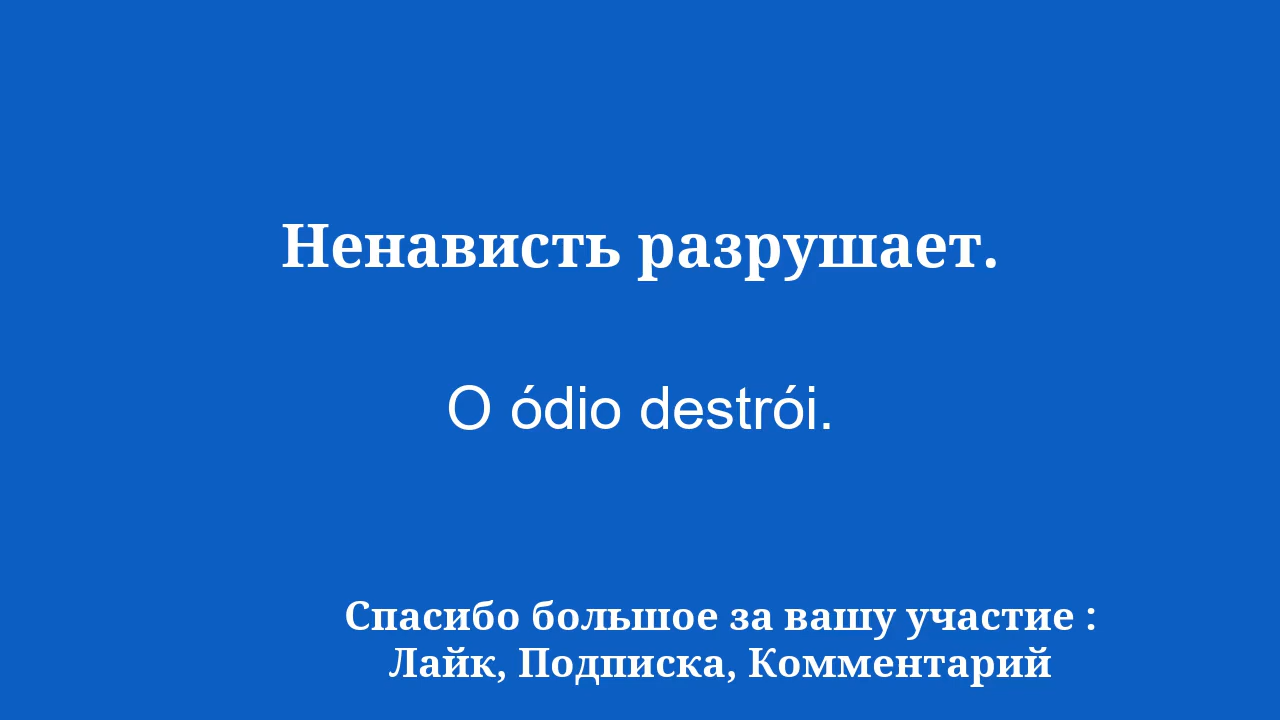 Ненависть разрушает.
O ódio destrói.
Спасибо большое за вашу участие :
Лайк, Подписка, Комментарий